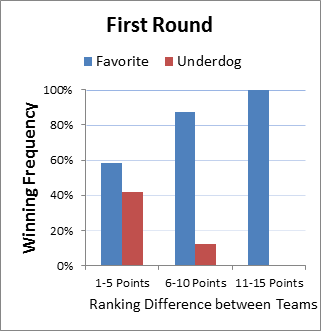 First Round
Favorite Underdog
Winning Frequency
100%
80%
60%
40%
20%
0%
1-5 Points 6-10 Points 11-15 Points
Ranking Difference between Teams